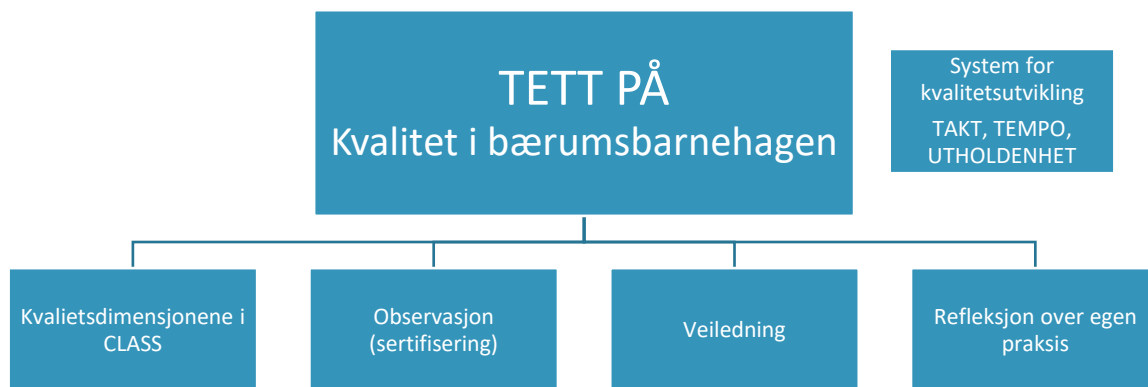 TETT PÅ
Kvalitet i bærumsbarnehagen
System for
kvalitetsutvikling
TAKT, TEMPO,
UTHOLDENHET
Kvalietsdimensjonene i
CLASS
Observasjon
(sertifisering)
Veiledning
Refleksjon over egen
praksis